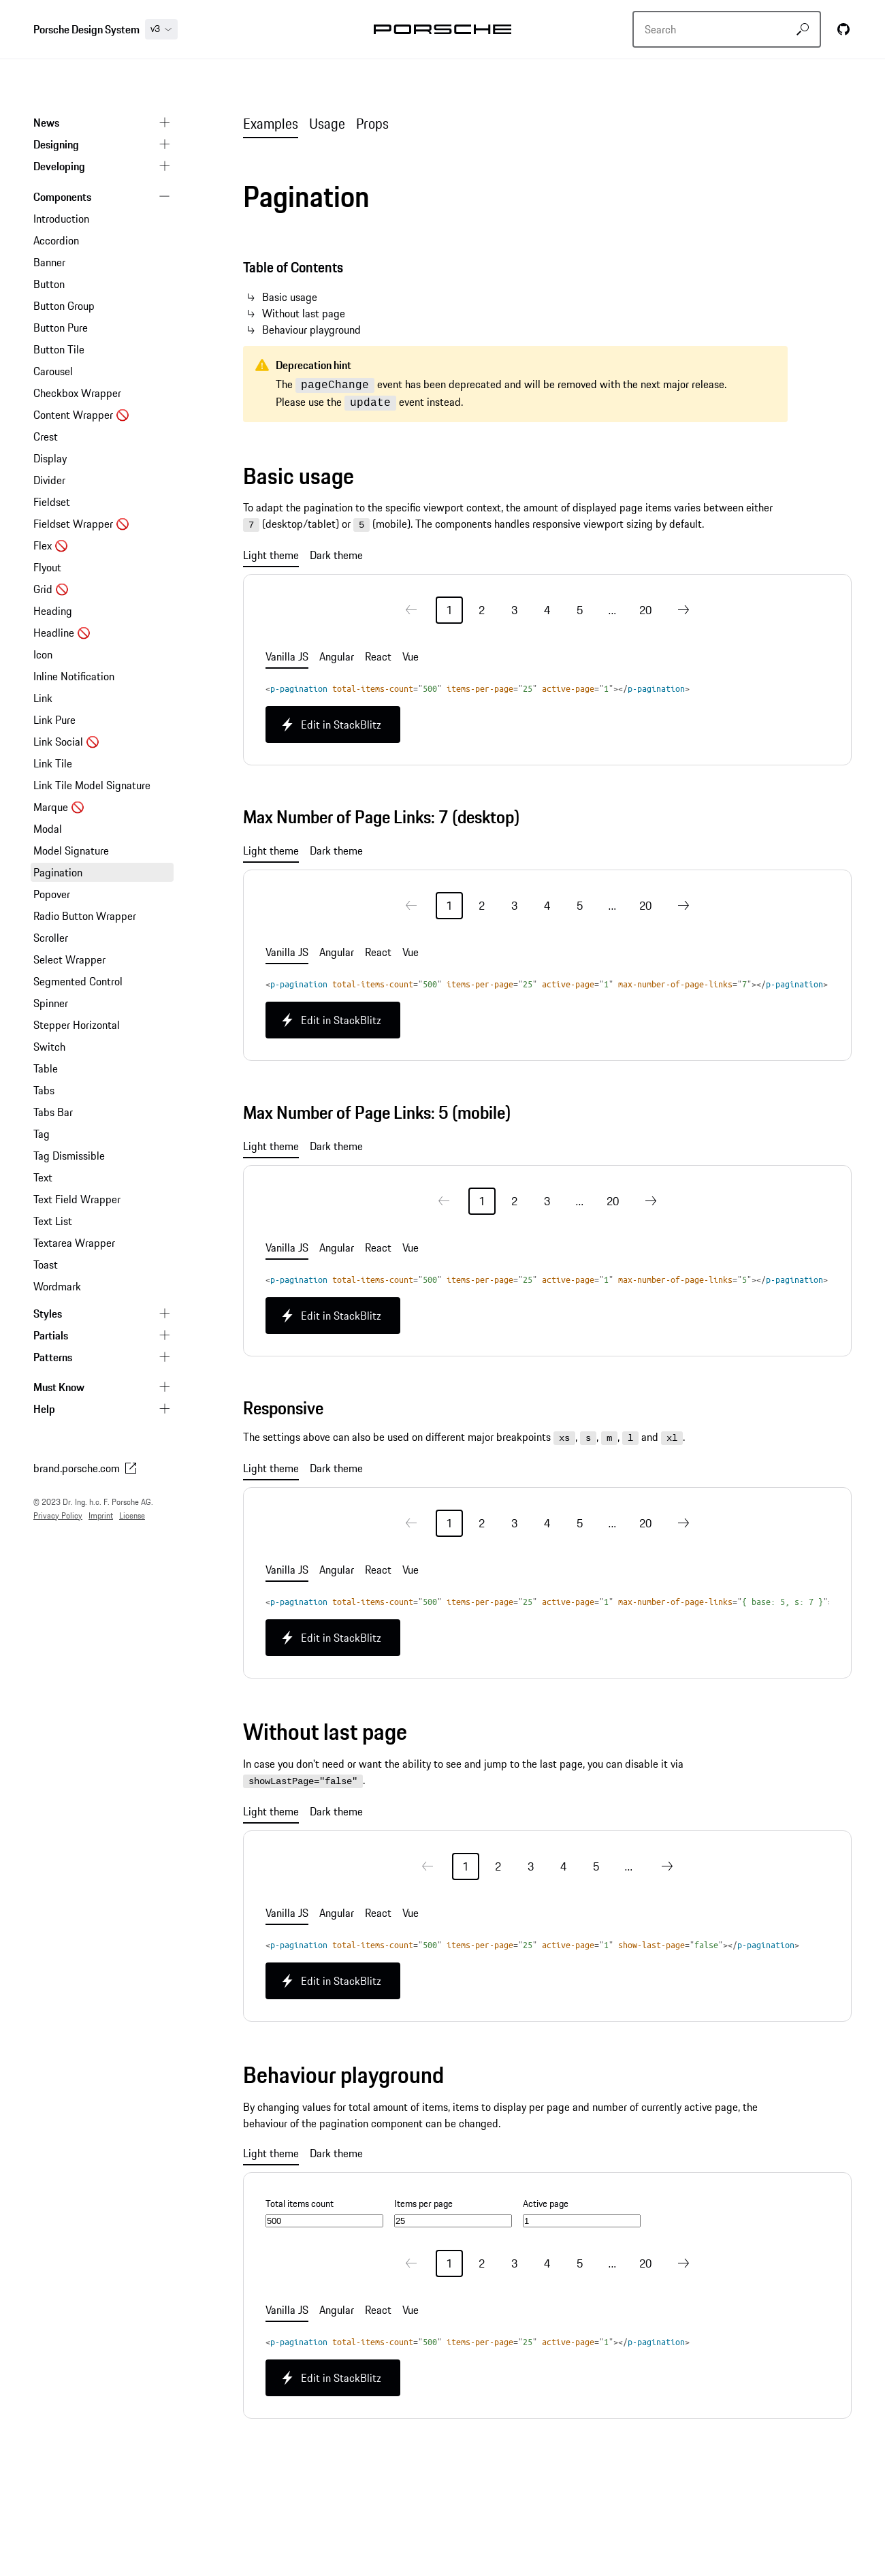 Porsche Design System
v3
PORSCHE
Search
News
Designing
Developing
Components
Introduction
Accordion
Banner
Button
Button Group
Button Pure
Button Tile
Carousel
Checkbox Wrapper
Content Wrapper 🚫
Crest
Display
Divider
Fieldset
Fieldset Wrapper 🚫
Flex 🚫
Flyout
Grid 🚫
Heading
Headline 🚫
Icon
Inline Notification
Link
Link Pure
Link Social 🚫
Link Tile
Link Tile Model Signature
Marque 🚫
Modal
Model Signature
Pagination
Popover
Radio Button Wrapper
Scroller
Select Wrapper
Segmented Control
Spinner
Stepper Horizontal
Switch
Table
Tabs
Tabs Bar
Tag
Tag Dismissible
Text
Text Field Wrapper
Text List
Textarea Wrapper
Toast
Wordmark
Styles
Partials
Patterns
Must Know
Help
brand.porsche.com
© 2023 Dr. Ing. h.c. F. Porsche AG.
Privacy Policy Imprint License
Examples Usage Props
Pagination
Table of Contents
↳ Basic usage
↳ Without last page
↳ Behaviour playground
Deprecation hint
The pageChange event has been deprecated and will be removed with the next major release.
Please use the update event instead.
Basic usage
To adapt the pagination to the specific viewport context, the amount of displayed page items varies between either
7 (desktop/tablet) or 5 (mobile). The components handles responsive viewport sizing by default.
Light theme Dark theme
1 2 3 4 5 ... 20
Vanilla JS Angular React Vue
<p-pagination total-items-count="500" items-per-page="25" active-page="1"></p-pagination>
Edit in StackBlitz
Max Number of Page Links: 7 (desktop)
Light theme Dark theme
1 2 3 4 5 ... 20
Vanilla JS Angular React Vue
<p-pagination total-items-count="500" items-per-page="25" active-page="1" max-number-of-page-links="7"></p-pagination>
Edit in StackBlitz
Max Number of Page Links: 5 (mobile)
Light theme Dark theme
1 2 3 ... 20
Vanilla JS Angular React Vue
<p-pagination total-items-count="500" items-per-page="25" active-page="1" max-number-of-page-links="5"></p-pagination>
Edit in StackBlitz
Responsive
The settings above can also be used on different major breakpoints xs, s, m, l and xl.
Light theme Dark theme
1 2 3 4 5 ... 20
Vanilla JS Angular React Vue
<p-pagination total-items-count="500" items-per-page="25" active-page="1" max-number-of-page-links="{ base: 5, s: 7 }"
Edit in StackBlitz
Without last page
In case you don't need or want the ability to see and jump to the last page, you can disable it via
showLastPage="false".
Light theme Dark theme
1 2 3 4 5 ...
Vanilla JS Angular React Vue
<p-pagination total-items-count="500" items-per-page="25" active-page="1" show-last-page="false"></p-pagination>
Edit in StackBlitz
Behaviour playground
By changing values for total amount of items, items to display per page and number of currently active page, the
behaviour of the pagination component can be changed.
Light theme Dark theme
Total items count Items per page Active page
500 25 1
1 2 3 4 5 ... 20
Vanilla JS Angular React Vue
<p-pagination total-items-count="500" items-per-page="25" active-page="1"></p-pagination>
Edit in StackBlitz